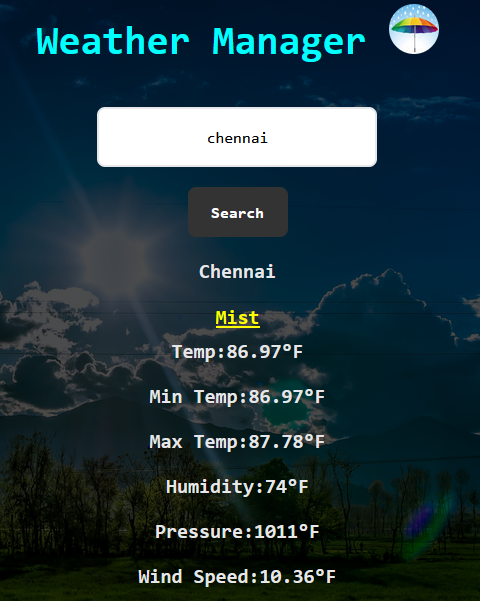 Weather Manager
chennai
Search
Chennai
Mist
Temp:86.97°F
Min Temp:86.97°F
Max Temp:87.78°F
Humidity:74°F
Pressure:1011°F
Wind Speed:10.36°F